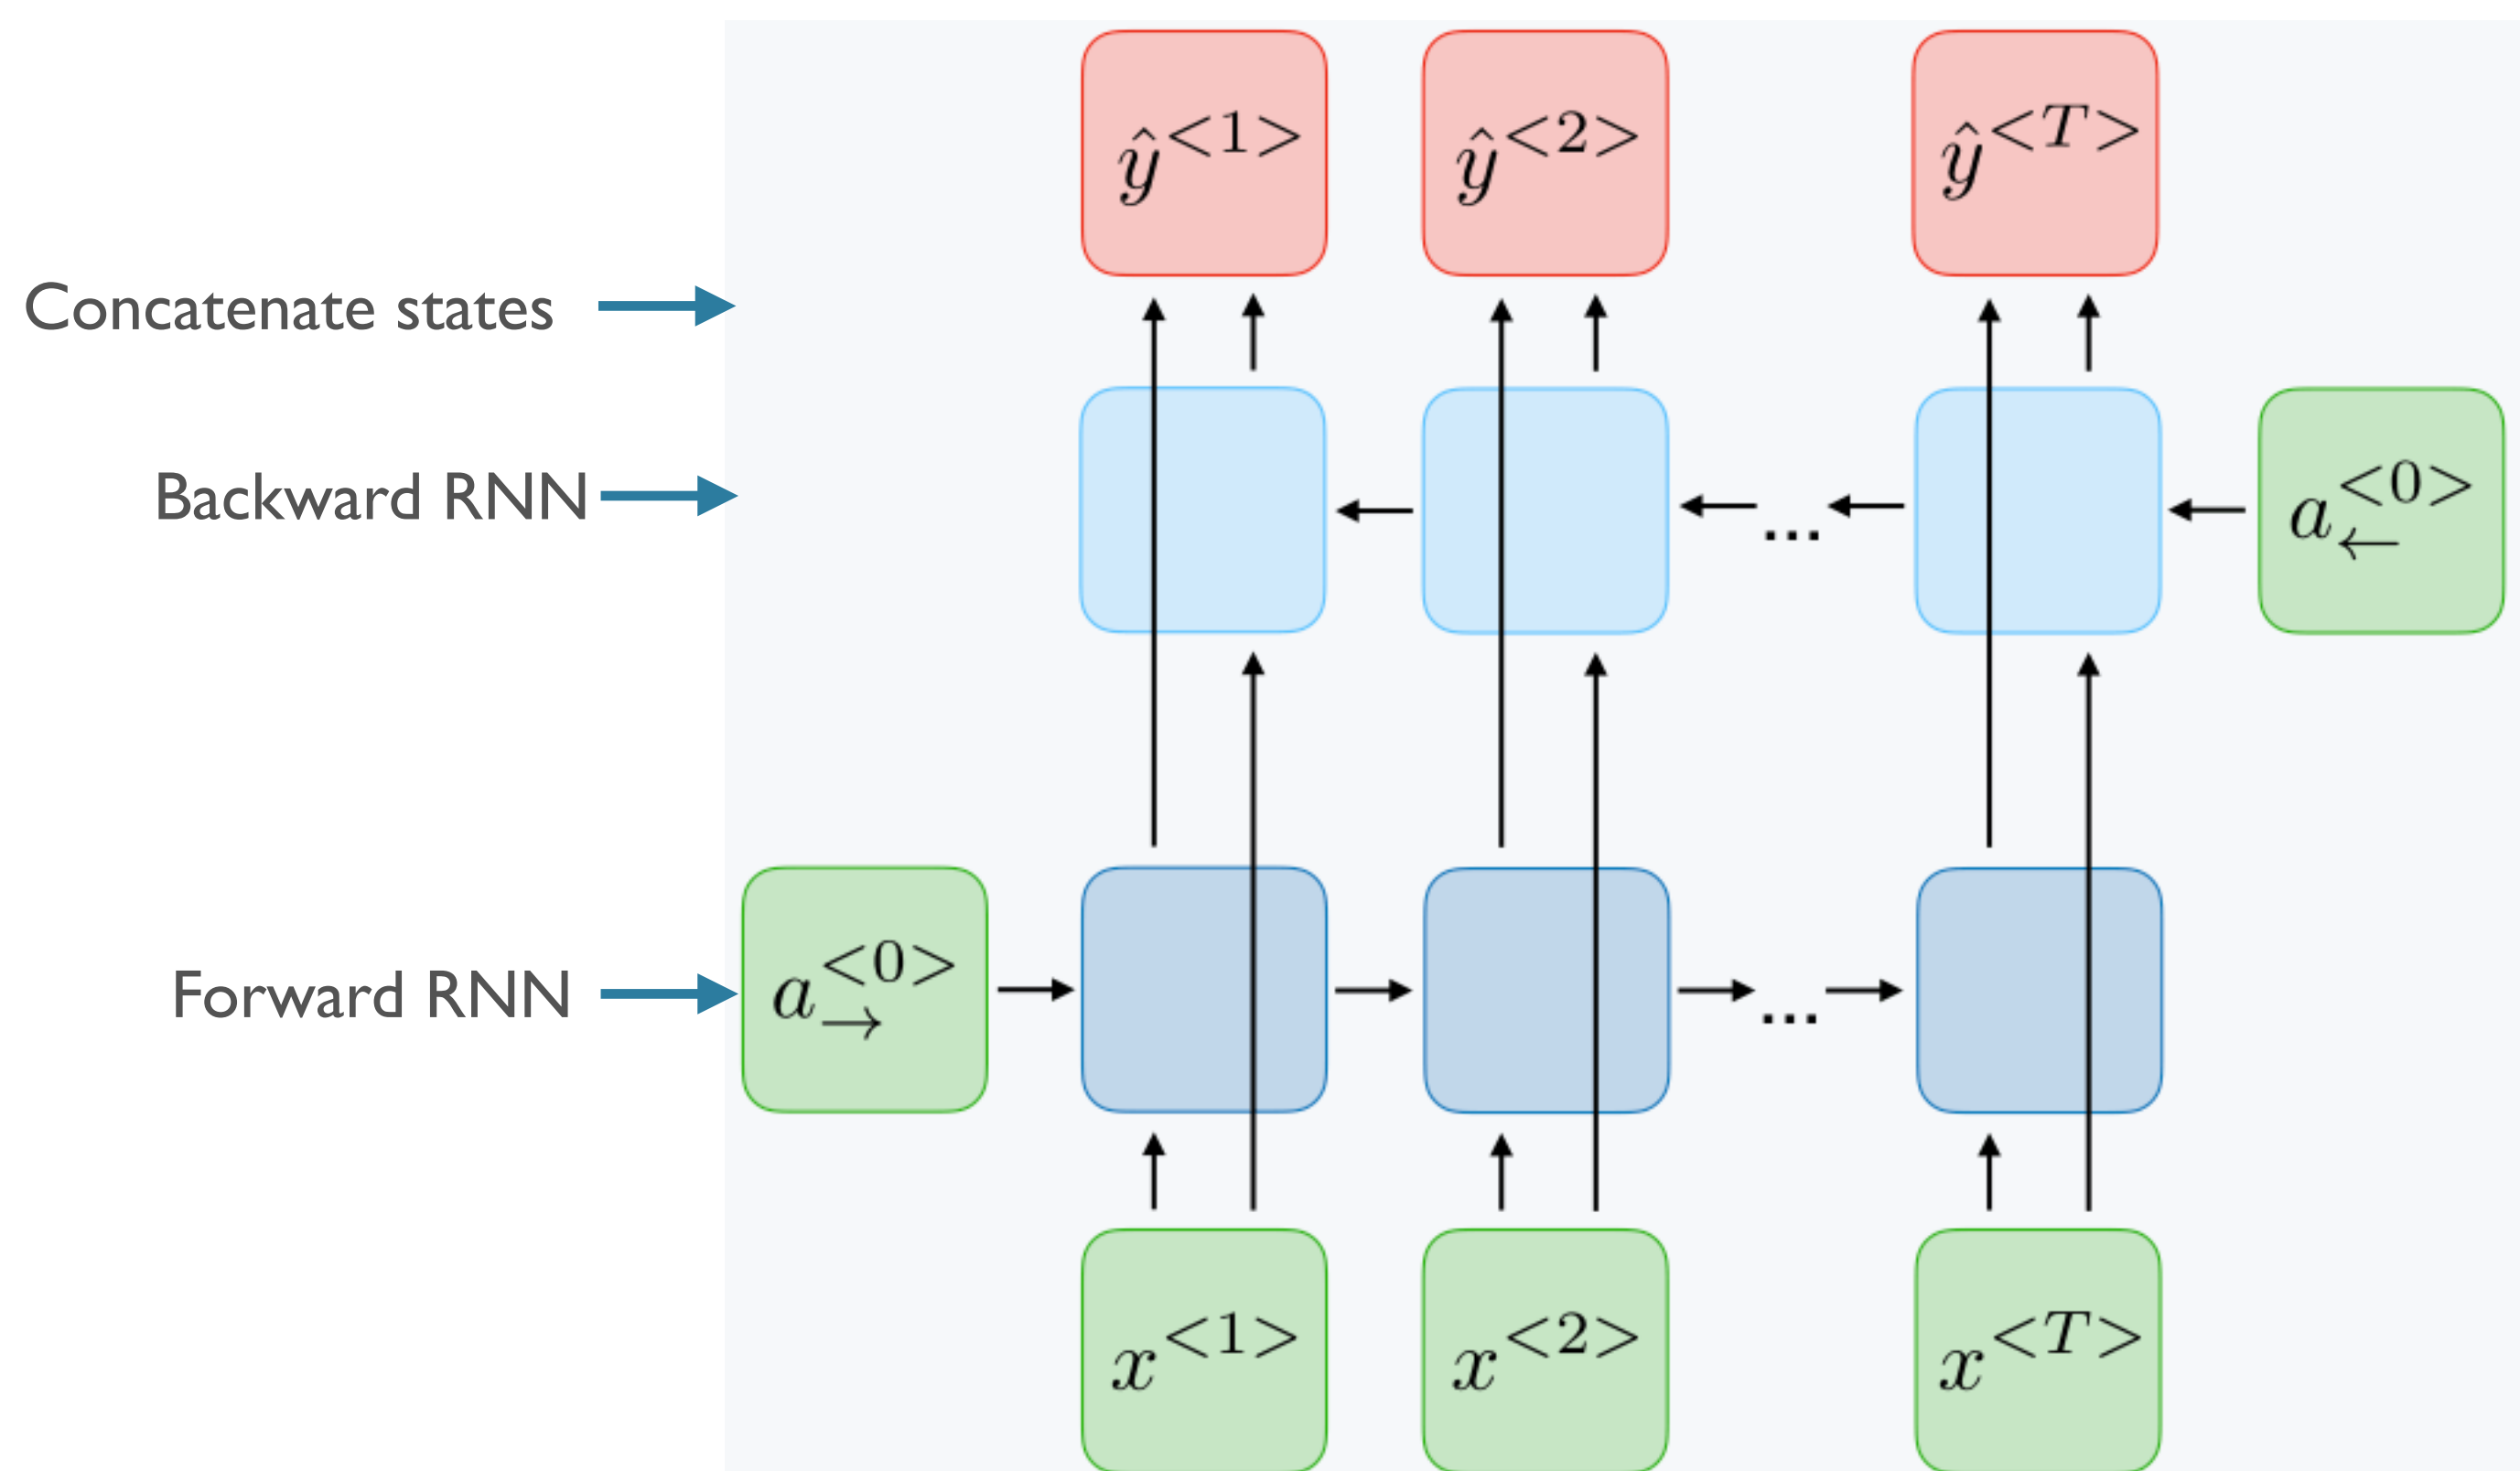 ŷ<1> ŷ<2> ŷ<T>
Concatenate states
Backward RNN
... a←<0>
Forward RNN
a→<0> ...
x<1> x<2> x<T>